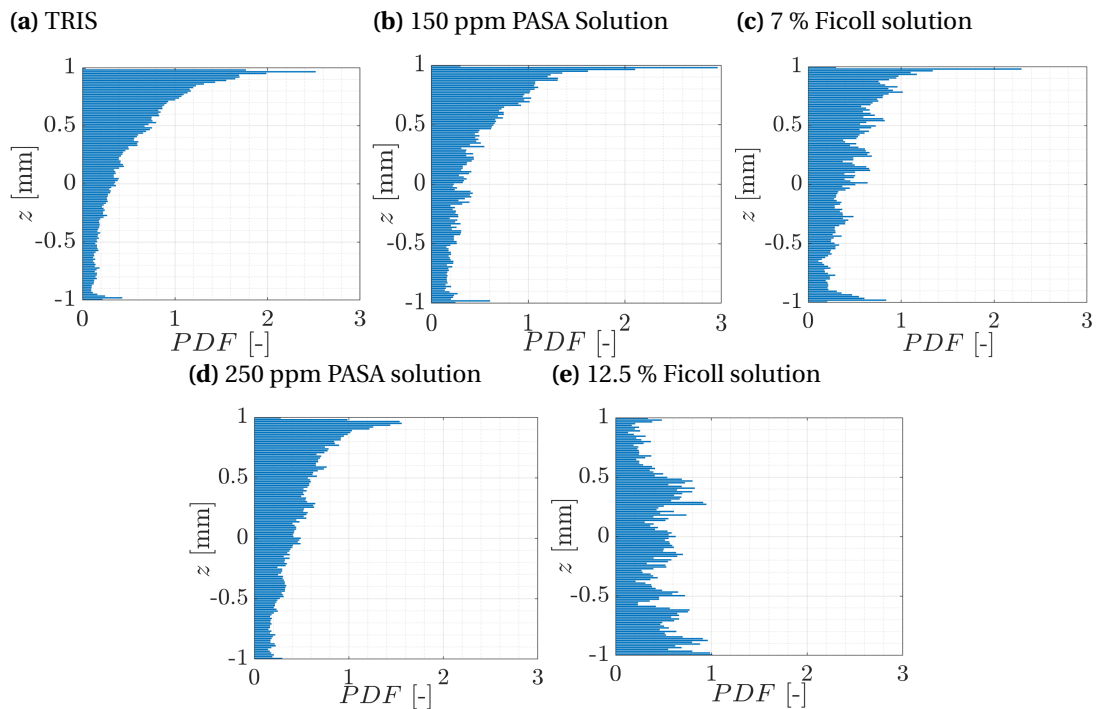 (a) TRIS
(b) 150 ppm PASA Solution
(c) 7 % Ficoll solution
1
0.5
0
-0.5
-1
z [mm]
0 1 2 3
PDF [-]
1
0.5
0
-0.5
-1
z [mm]
0 1 2 3
PDF [-]
1
0.5
0
-0.5
-1
z [mm]
0 1 2 3
PDF [-]
(d) 250 ppm PASA solution
(e) 12.5 % Ficoll solution
1
0.5
0
-0.5
-1
z [mm]
0 1 2 3
PDF [-]
1
0.5
0
-0.5
-1
z [mm]
0 1 2 3
PDF [-]